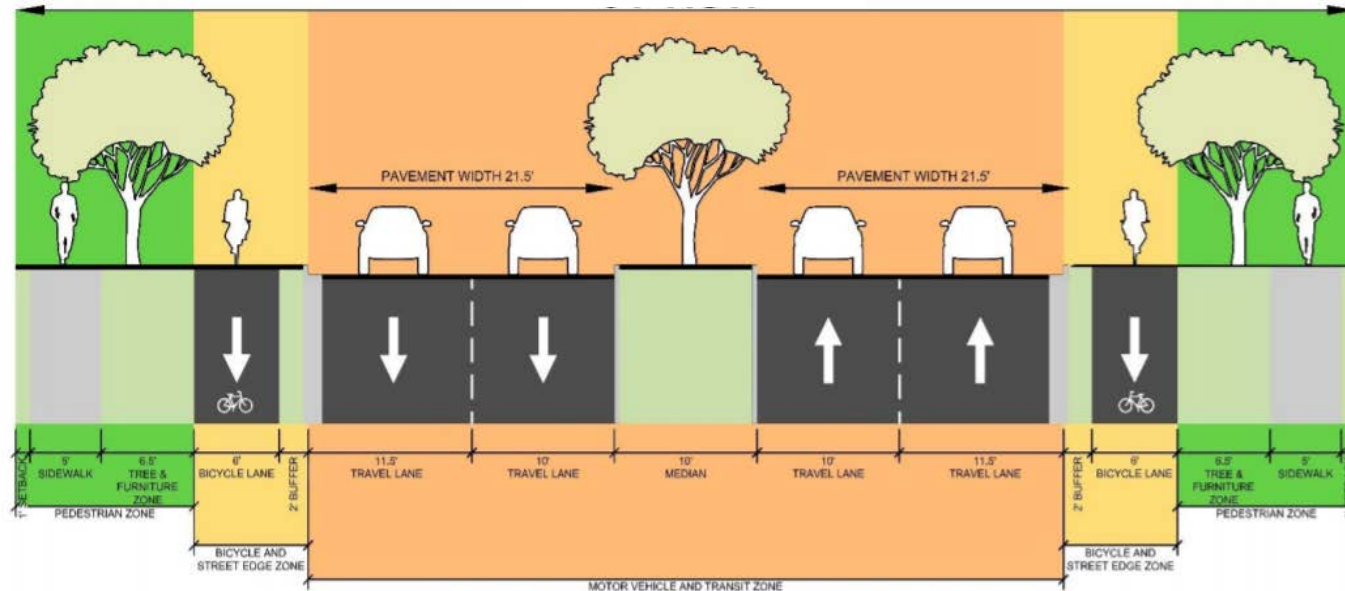 PAVEMENT WIDTH 21.5'
PAVEMENT WIDTH 21.5'
1' SETBACK
5'
SIDEWALK
6.5'
TREE &
FURNITURE
ZONE
6'
BICYCLE LANE
2' BUFFER
11.5'
TRAVEL LANE
10'
TRAVEL LANE
10'
MEDIAN
10'
TRAVEL LANE
11.5'
TRAVEL LANE
2' BUFFER
6'
BICYCLE LANE
6.5'
TREE &
FURNITURE
ZONE
5'
SIDEWALK
PEDESTRIAN ZONE
PEDESTRIAN ZONE
BICYCLE AND
STREET EDGE ZONE
BICYCLE AND
STREET EDGE ZONE
MOTOR VEHICLE AND TRANSIT ZONE